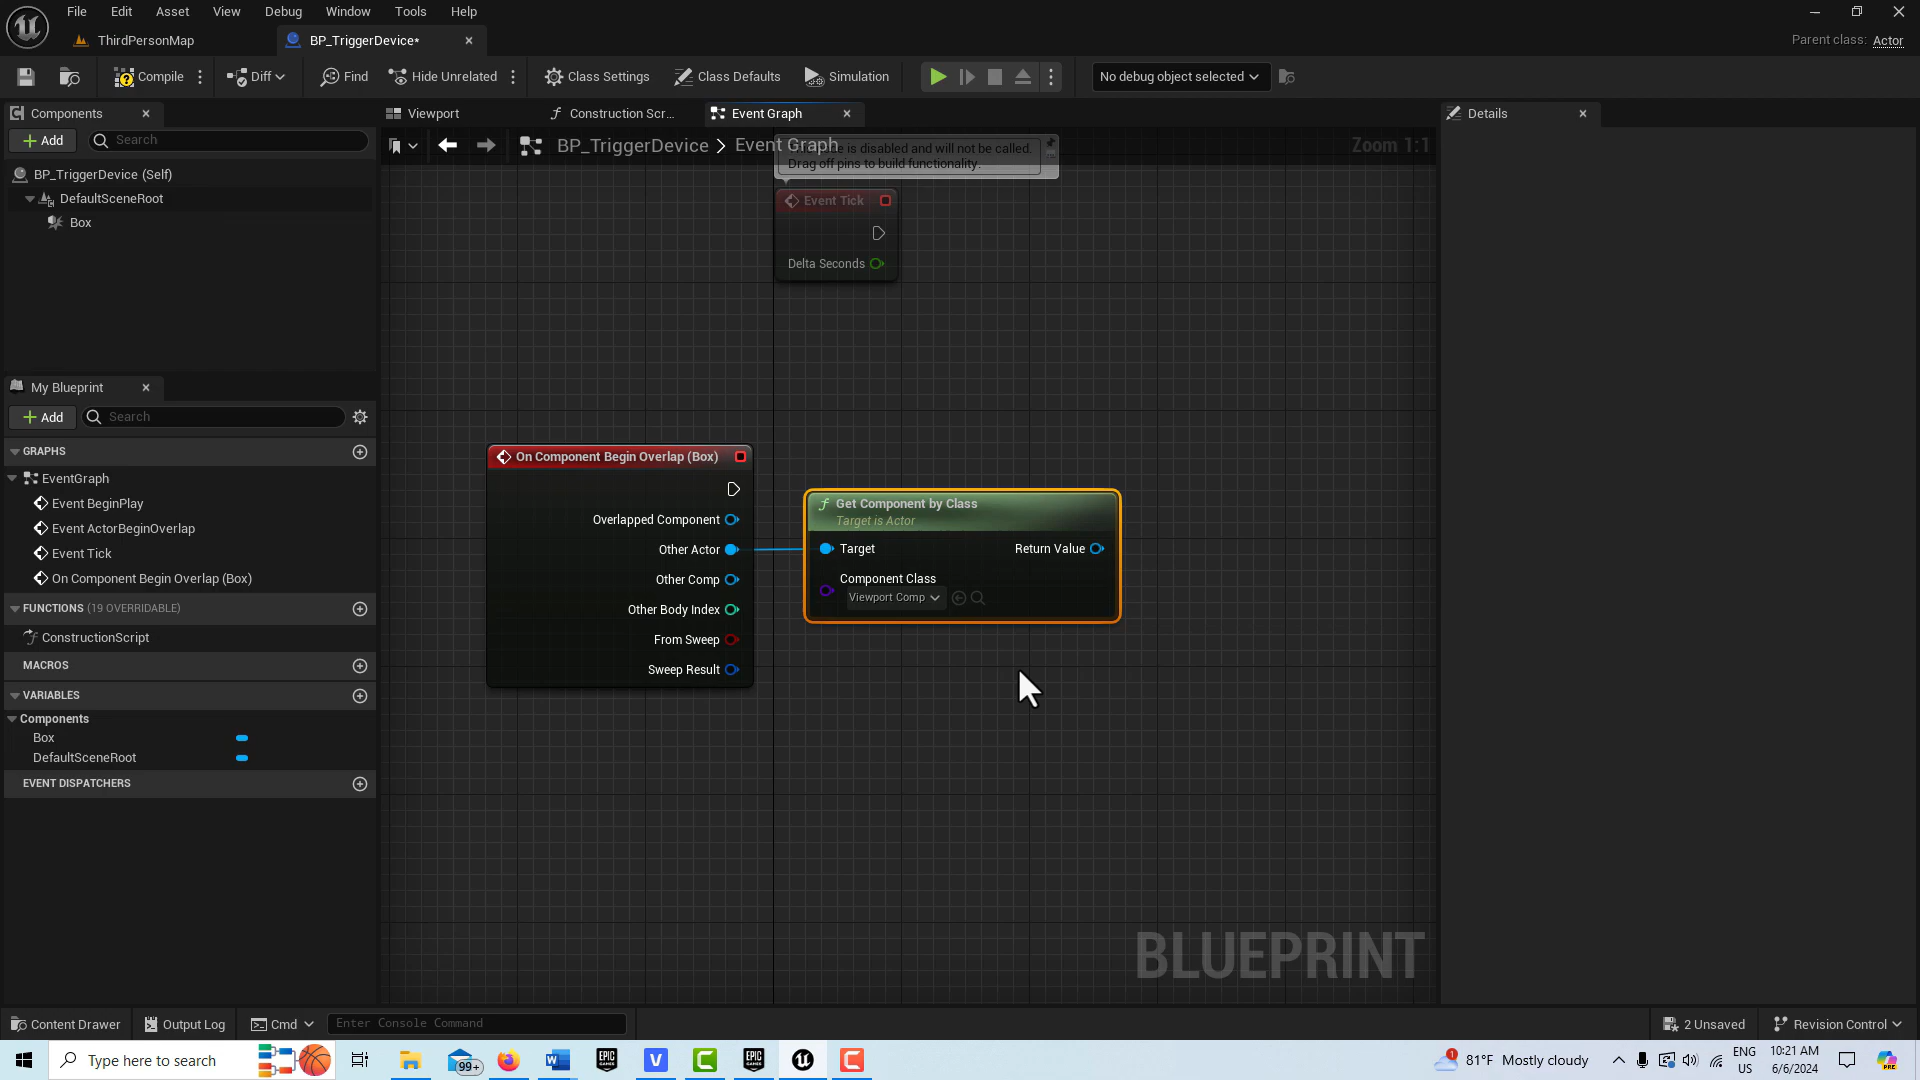 File Edit Asset View Debug Window Tools Help
ThirdPersonMap
BP_TriggerDevice*
Parent class: Actor
Compile
Diff
Find
Hide Unrelated
Class Settings
Class Defaults
Simulation
No debug object selected
Components
Add
Search
BP_TriggerDevice (Self)
DefaultSceneRoot
Box
Viewport
Construction Scr...
Event Graph
Details
BP_TriggerDevice > Event Graph
Zoom 1:1
is disabled and will not be called.
Drag off pins to build functionality.
Event Tick
Delta Seconds
My Blueprint
Add
Search
GRAPHS
EventGraph
Event BeginPlay
Event ActorBeginOverlap
Event Tick
On Component Begin Overlap (Box)
FUNCTIONS (19 OVERRIDABLE)
ConstructionScript
MACROS
VARIABLES
Components
Box
DefaultSceneRoot
EVENT DISPATCHERS
On Component Begin Overlap (Box)
Overlapped Component
Other Actor
Other Comp
Other Body Index
From Sweep
Sweep Result
Get Component by Class
Target is Actor
Target
Return Value
Component Class
Viewport Comp
BLUEPRINT
Content Drawer
Output Log
Cmd
Enter Console Command
2 Unsaved
Revision Control
Type here to search
99+
EPIC GAMES
EPIC GAMES
1
81°F Mostly cloudy
ENG
US
10:21 AM
6/6/2024
PRE